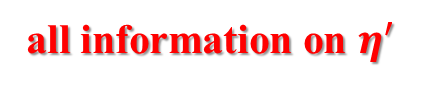 all information on η′